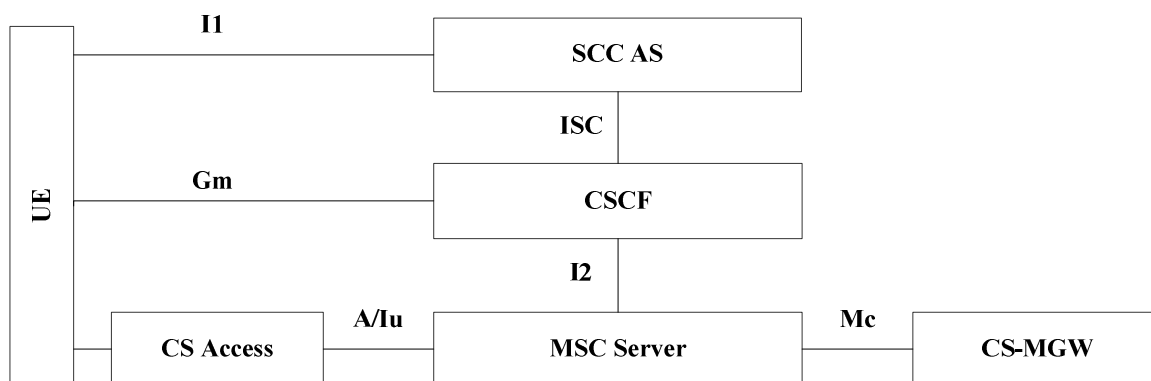 I1
SCC AS
ISC
UE
Gm
CSCF
I2
A/Iu
Mc
CS Access
MSC Server
CS-MGW